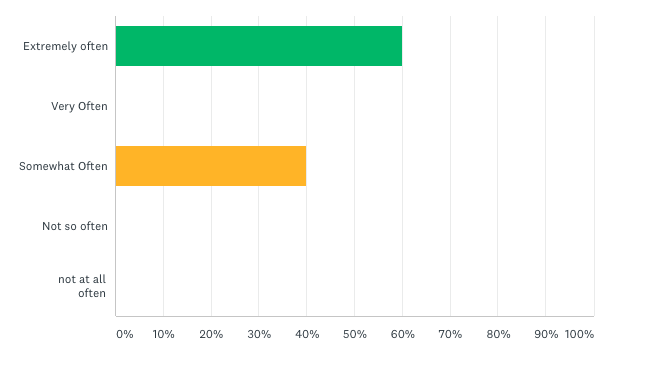 Extremely often
Very Often
Somewhat Often
Not so often
not at all
often
0% 10% 20% 30% 40% 50% 60% 70% 80% 90% 100%